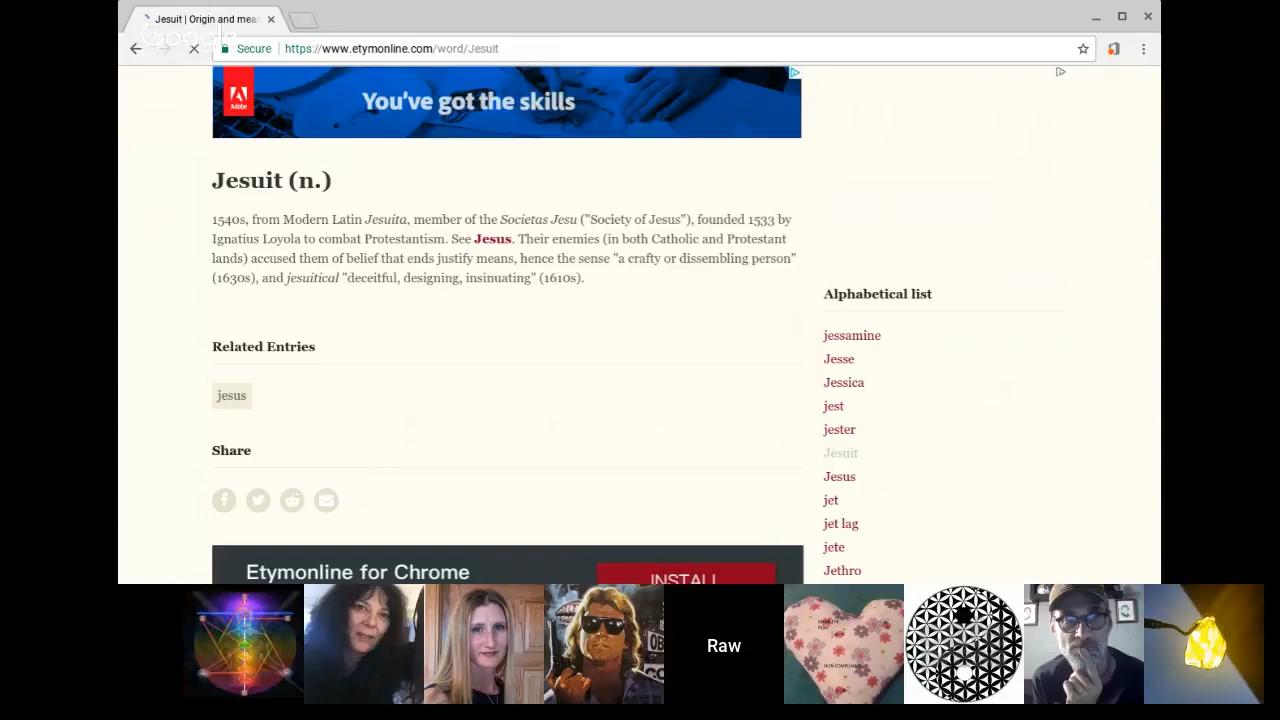 Jesuit | Origin and mea
Google
Secure
https://www.etymonline.com/word/Jesuit
Adobe
You've got the skills
Jesuit (n.)
1540s, from Modern Latin Jesuita, member of the Societas Jesu ("Society of Jesus"), founded 1533 by
Ignatius Loyola to combat Protestantism. See Jesus. Their enemies (in both Catholic and Protestant
lands) accused them of belief that ends justify means, hence the sense "a crafty or dissembling person"
(1630s), and jesuitical "deceitful, designing, insinuating" (1610s).
Related Entries
jesus
Share
Alphabetical list
jessamine
Jesse
Jessica
jest
jester
Jesuit
Jesus
jet
jet lag
jete
Jethro
Etymonline for Chrome
INSTALL
Raw
NON COMPLIANCE